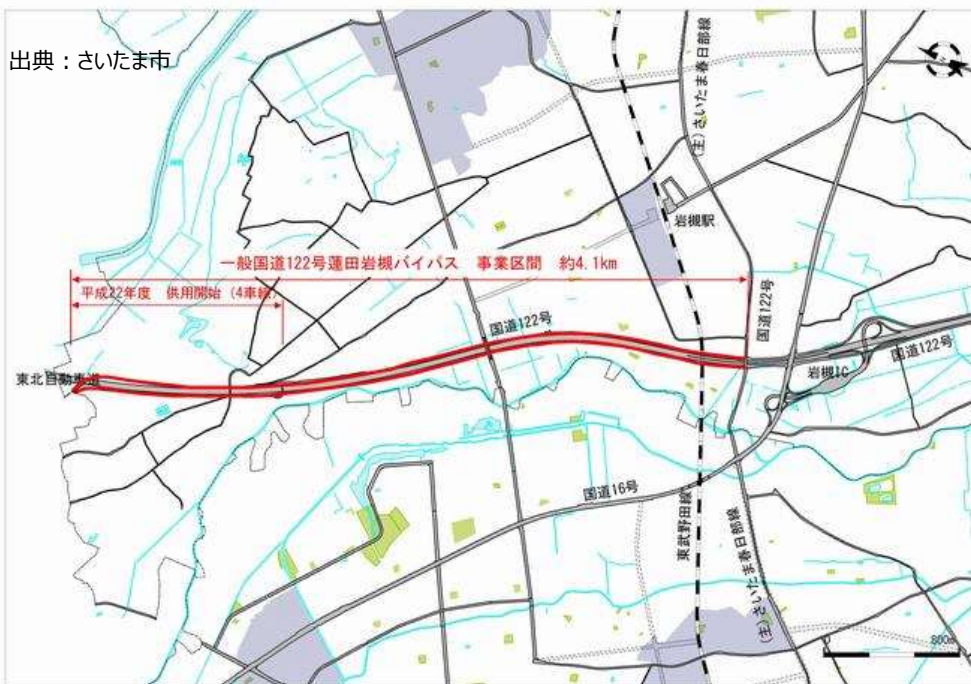 出典：さいたま市
(主)さいたま春日部線
岩槻駅
一般国道122号蓮田岩槻バイパス 事業区間 約4.1km
平成22年度 供用開始 (4車線)
国道122号
国道122号
国道122号
東北自動車道
岩槻IC
国道16号
東武野田線
(主)さいたま春日部線
800m